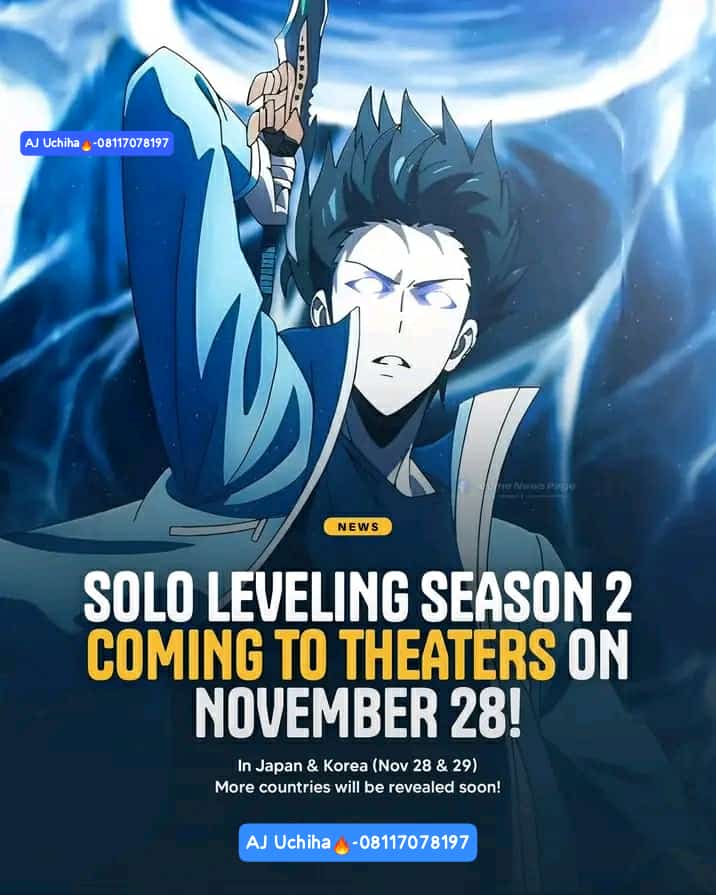 AJ Uchiha🔥-08117078197
NEWS
SOLO LEVELING SEASON 2
COMING TO THEATERS ON
NOVEMBER 28!
In Japan & Korea (Nov 28 & 29)
More countries will be revealed soon!
AJ Uchiha🔥-08117078197